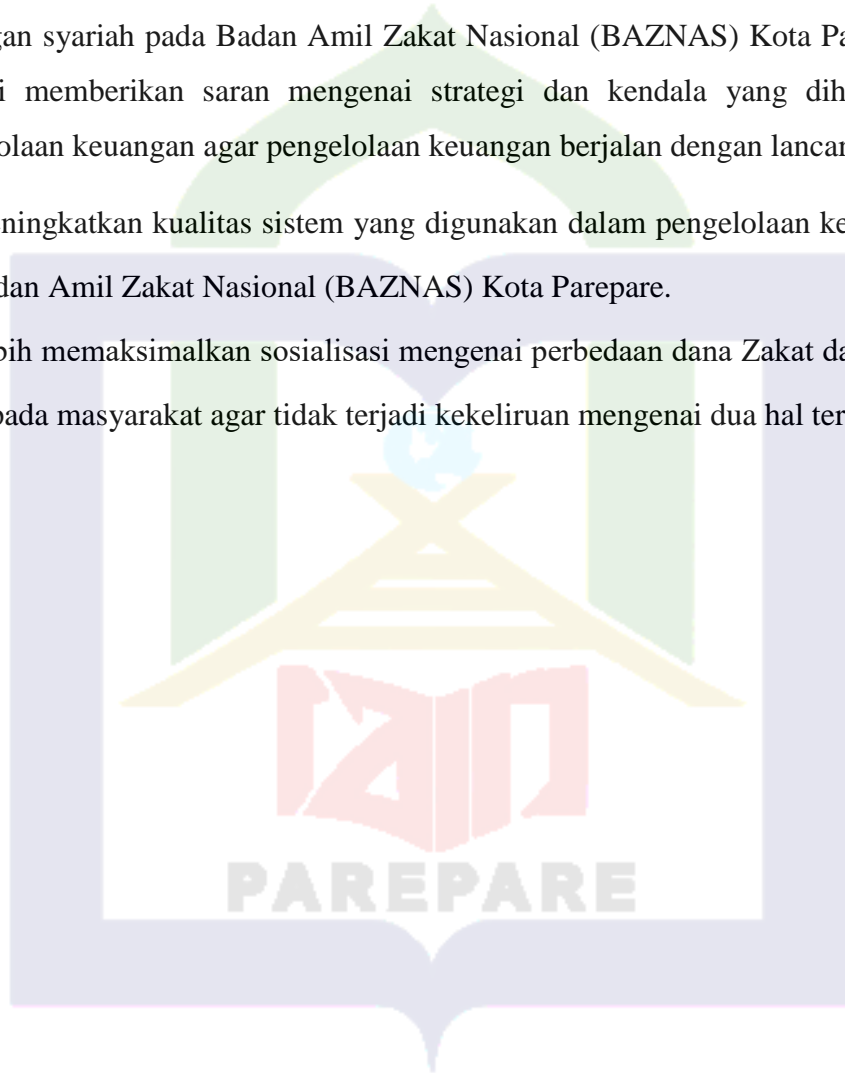 gan syariah pada Badan Amil Zakat Nasional (BAZNAS) Kota Pa
i memberikan saran mengenai strategi dan kendala yang dih
olaan keuangan agar pengelolaan keuangan berjalan dengan lancar
eningkatkan kualitas sistem yang digunakan dalam pengelolaan ke
dan Amil Zakat Nasional (BAZNAS) Kota Parepare.
bih memaksimalkan sosialisasi mengenai perbedaan dana Zakat da
pada masyarakat agar tidak terjadi kekeliruan mengenai dua hal ter
iain
PAREPARE